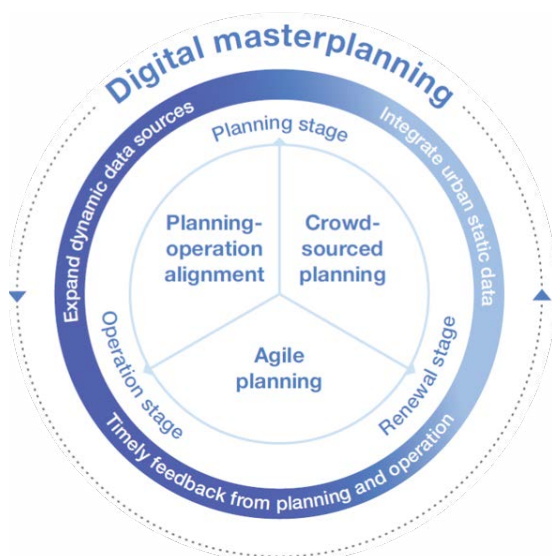 Digital masterplanning
Expand dynamic data sources
Integrate urban static data
Planning stage
Planning-
operation
alignment
Crowd-
sourced
planning
Operation stage
Agile
planning
Renewal stage
Timely feedback from planning and operation